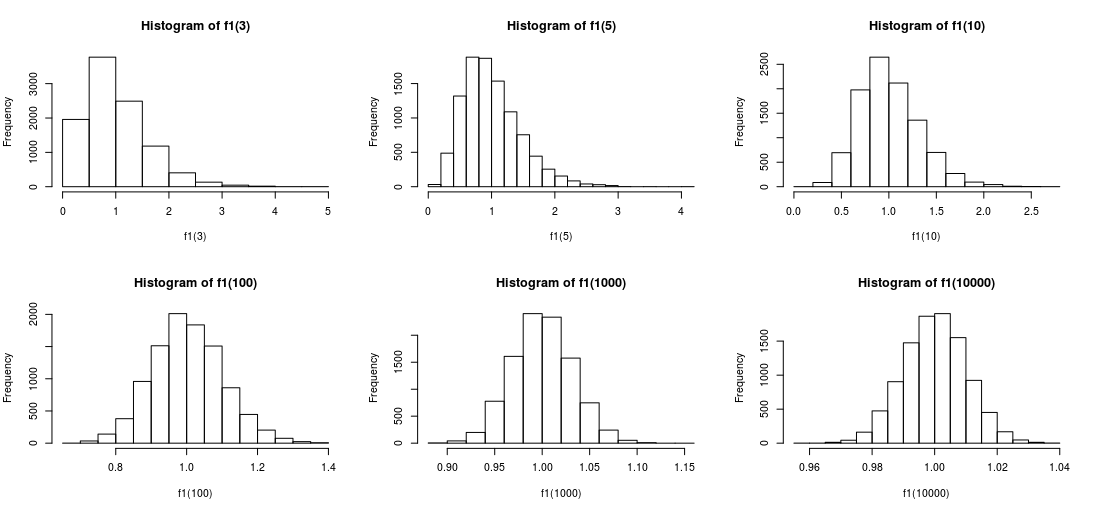 Histogram of f1(3)
Frequency
0 1000 2000 3000
0 1 2 3 4 5
f1(3)
Histogram of f1(5)
Frequency
0 500 1000 1500
0 1 2 3 4
f1(5)
Histogram of f1(10)
Frequency
0 500 1500 2500
0.0 0.5 1.0 1.5 2.0 2.5
f1(10)
Histogram of f1(100)
Frequency
0 500 1000 2000
0.8 1.0 1.2 1.4
f1(100)
Histogram of f1(1000)
Frequency
0 500 1500
0.90 0.95 1.00 1.05 1.10 1.15
f1(1000)
Histogram of f1(10000)
Frequency
0 500 1000 1500
0.96 0.98 1.00 1.02 1.04
f1(10000)